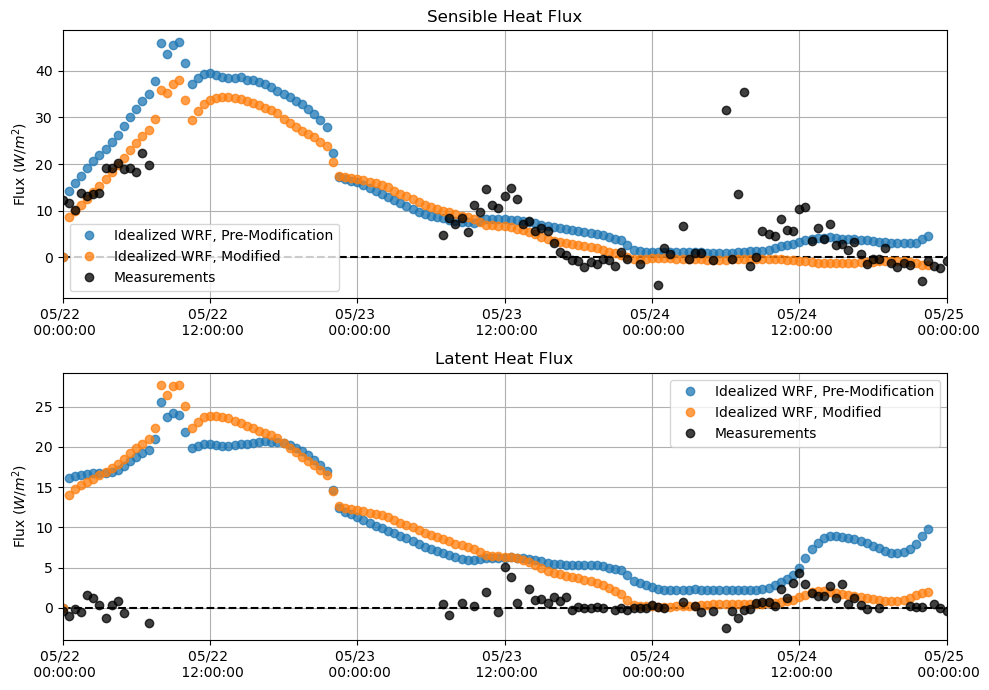 Sensible Heat Flux
Flux (W/m²)
40
30
20
10
0
Idealized WRF, Pre-Modification
Idealized WRF, Modified
Measurements
05/22 05/22 05/23 05/23 05/24 05/24 05/25
00:00:00 12:00:00 00:00:00 12:00:00 00:00:00 12:00:00 00:00:00
Latent Heat Flux
Flux (W/m²)
25
20
15
10
5
0
Idealized WRF, Pre-Modification
Idealized WRF, Modified
Measurements
05/22 05/22 05/23 05/23 05/24 05/24 05/25
00:00:00 12:00:00 00:00:00 12:00:00 00:00:00 12:00:00 00:00:00